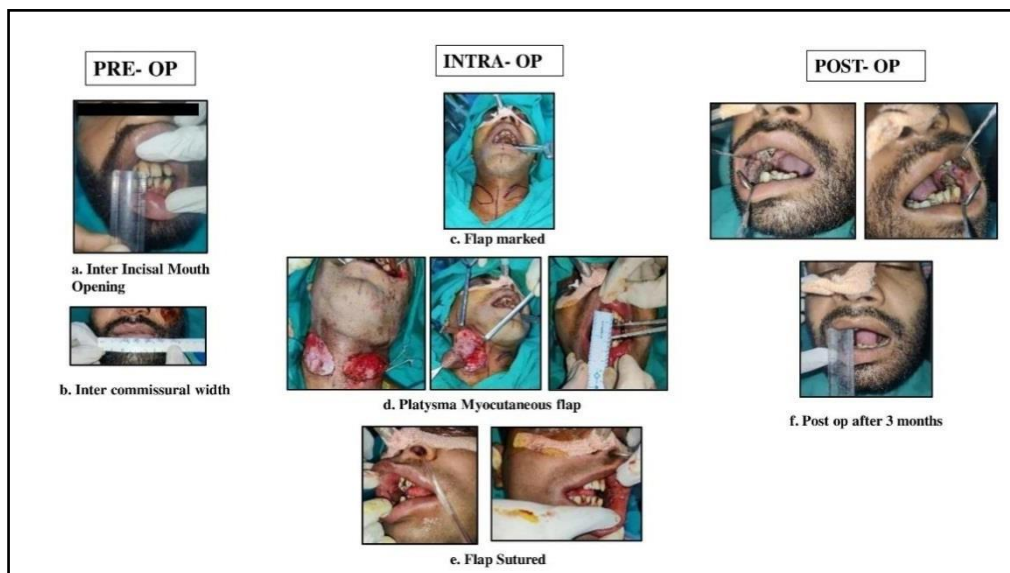 PRE- OP
INTRA- OP
POST- OP
a. Inter Incisal Mouth
Opening
b. Inter commissural width
c. Flap marked
d. Platysma Myocutaneous flap
e. Flap Sutured
f. Post op after 3 months